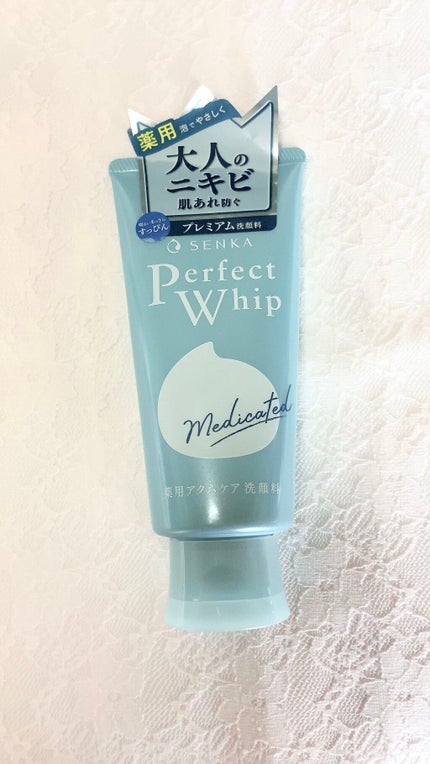 薬用 泡でやさしく
大人の
ニキビ
肌あれ防ぐ
すっぴん
プレミアム洗顔料
SENKA
Perfect
Whip
Medicated
薬用アクネケア 洗顔料